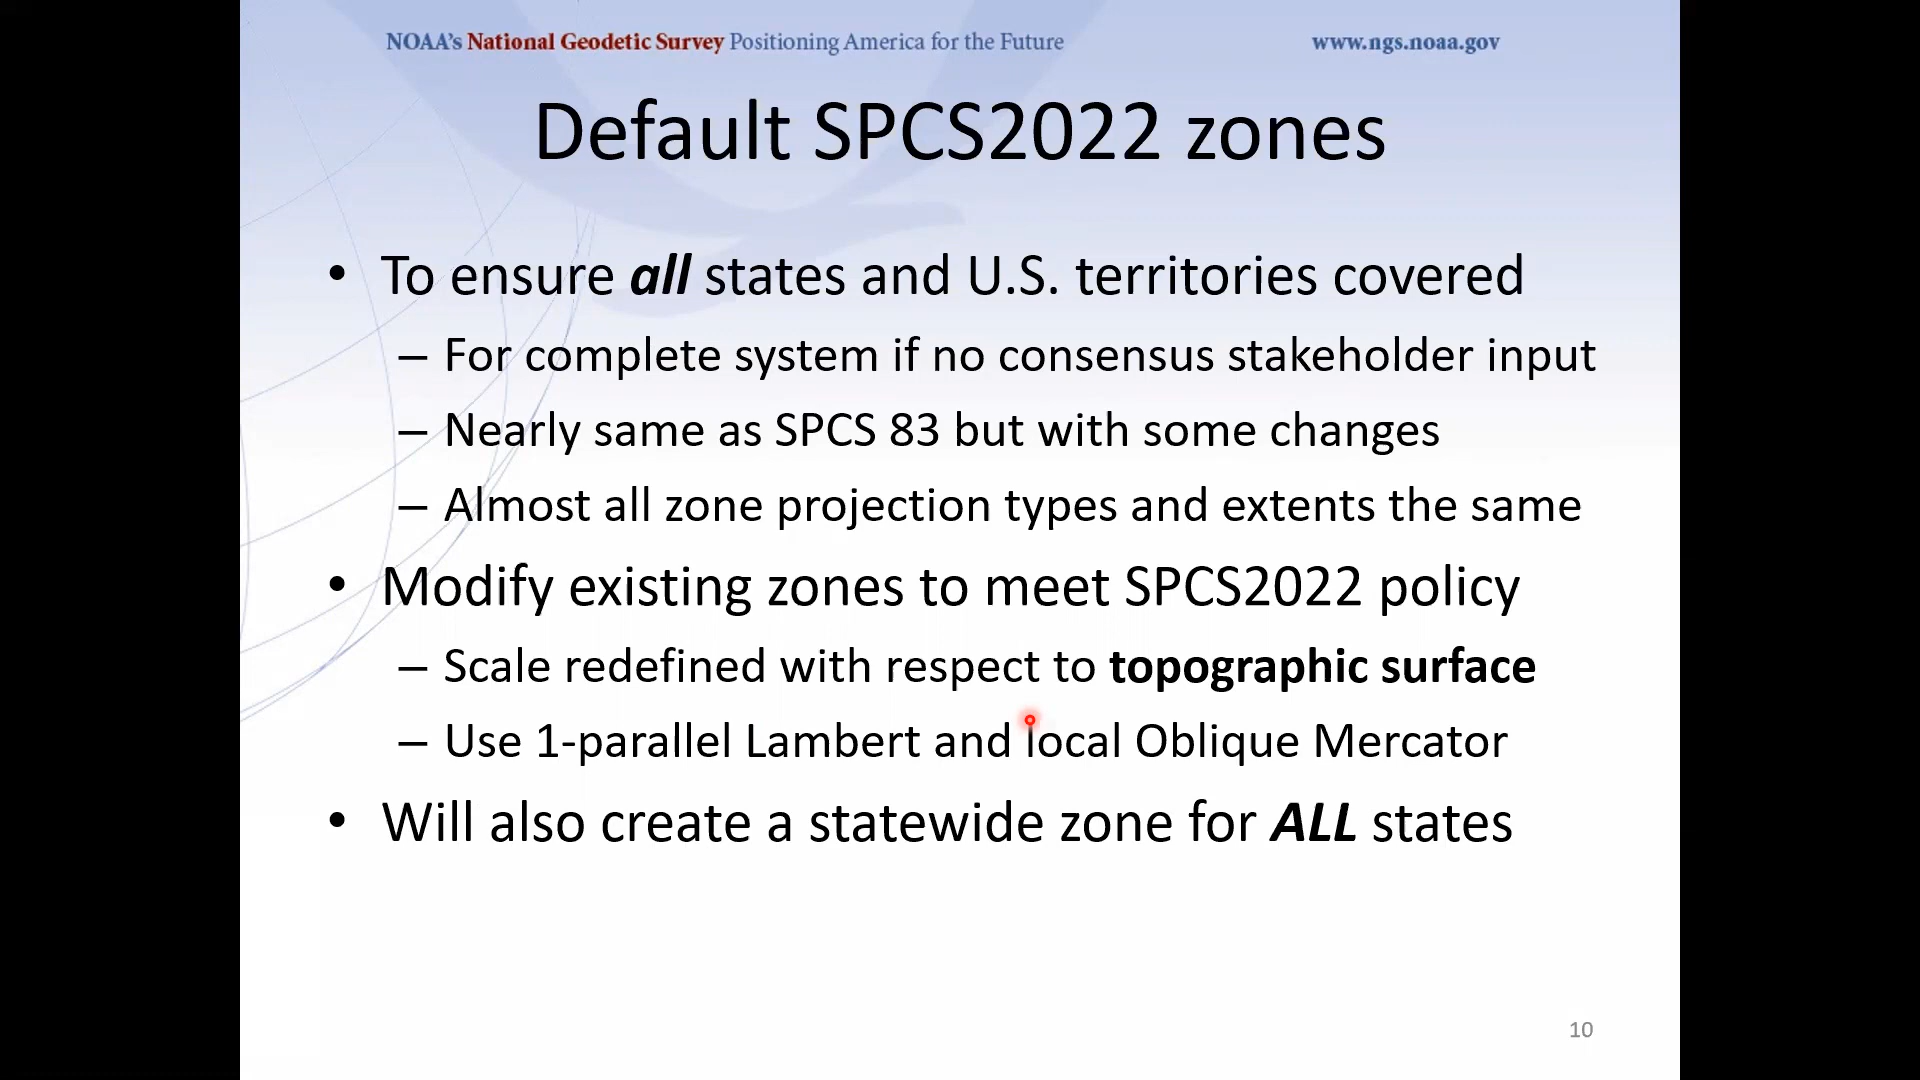 NOAA's National Geodetic Survey Positioning America for the Future www.ngs.noaa.gov
Default SPCS2022 zones
• To ensure all states and U.S. territories covered
– For complete system if no consensus stakeholder input
– Nearly same as SPCS 83 but with some changes
– Almost all zone projection types and extents the same
• Modify existing zones to meet SPCS2022 policy
– Scale redefined with respect to topographic surface
– Use 1-parallel Lambert and local Oblique Mercator
• Will also create a statewide zone for ALL states
10